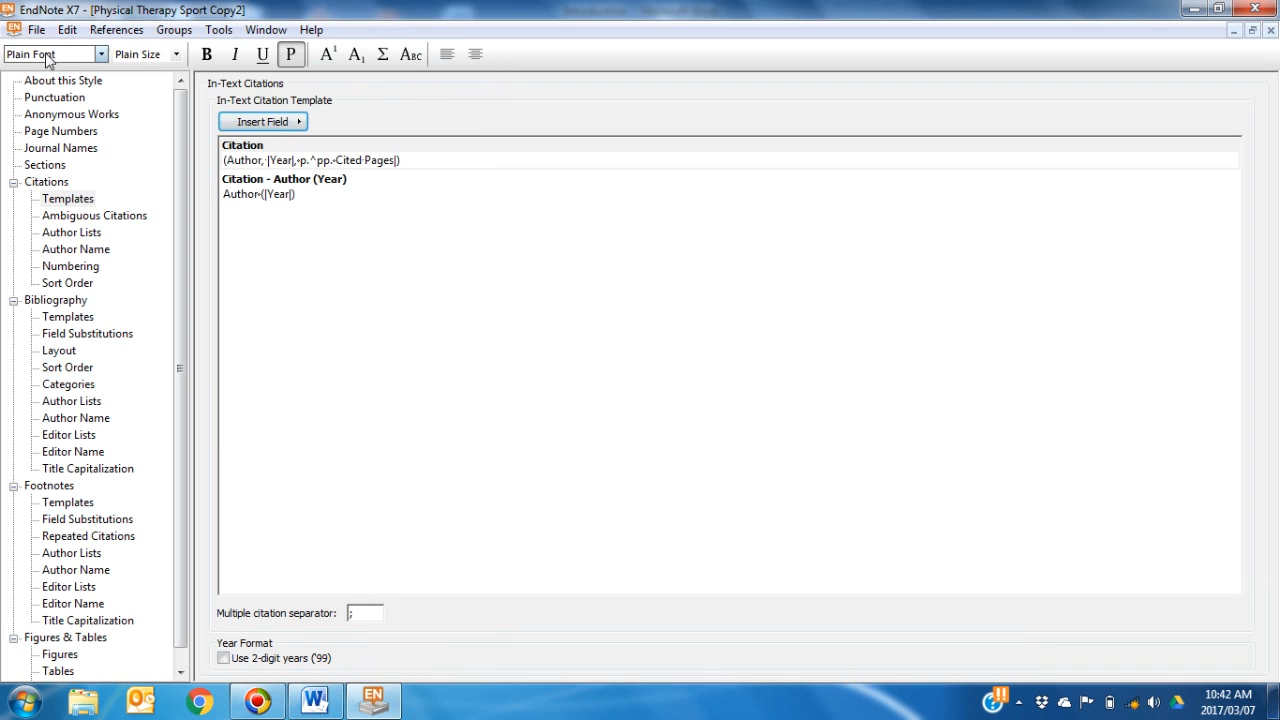 EndNote X7 - [Physical Therapy Sport Copy2]
EN File Edit References Groups Tools Window Help
Plain Font Plain Size B I U P A¹ A₁ Σ Abc
About this Style
Punctuation
Anonymous Works
Page Numbers
Journal Names
Sections
Citations
Templates
Ambiguous Citations
Author Lists
Author Name
Numbering
Sort Order
Bibliography
Templates
Field Substitutions
Layout
Sort Order
Categories
Author Lists
Author Name
Editor Lists
Editor Name
Title Capitalization
Footnotes
Templates
Field Substitutions
Repeated Citations
Author Lists
Author Name
Editor Lists
Editor Name
Title Capitalization
Figures & Tables
Figures
Tables
In-Text Citations
In-Text Citation Template
Insert Field
Citation
(Author,·|Year|,·p.^pp.·Cited·Pages|)
Citation - Author (Year)
Author·(|Year|)
Multiple citation separator: ;
Year Format
Use 2-digit years ('99)
EN
10:42 AM
2017/03/07